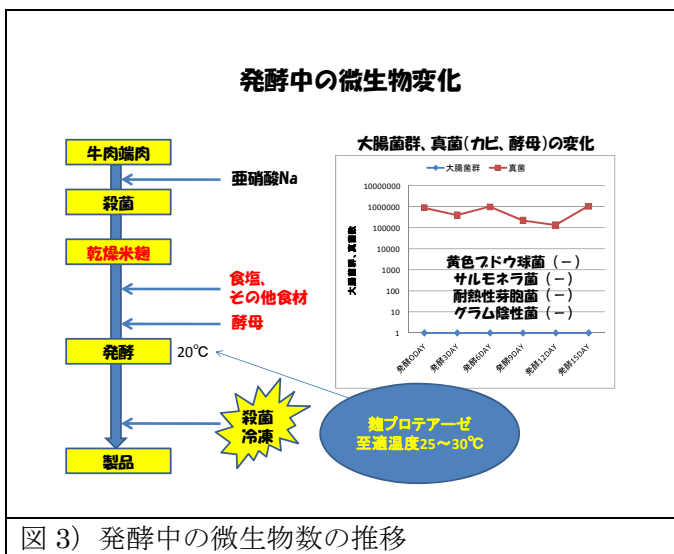 発酵中の微生物変化
牛肉端肉
亜硝酸Na
殺菌
乾燥米麹
食塩、
その他食材
酵母
発酵
20℃
殺菌
冷凍
製品
大腸菌群、真菌(カビ、酵母)の変化
大腸菌群
真菌
大腸菌群、真菌数
10000000
1000000
100000
10000
1000
100
10
1
黄色ブドウ球菌（－）
サルモネラ菌（－）
耐熱性芽胞菌（－）
グラム陰性菌（－）
発酵0DAY
発酵3DAY
発酵6DAY
発酵9DAY
発酵12DAY
発酵15DAY
麹プロテアーゼ
至適温度25～30℃
図 3）発酵中の微生物数の推移